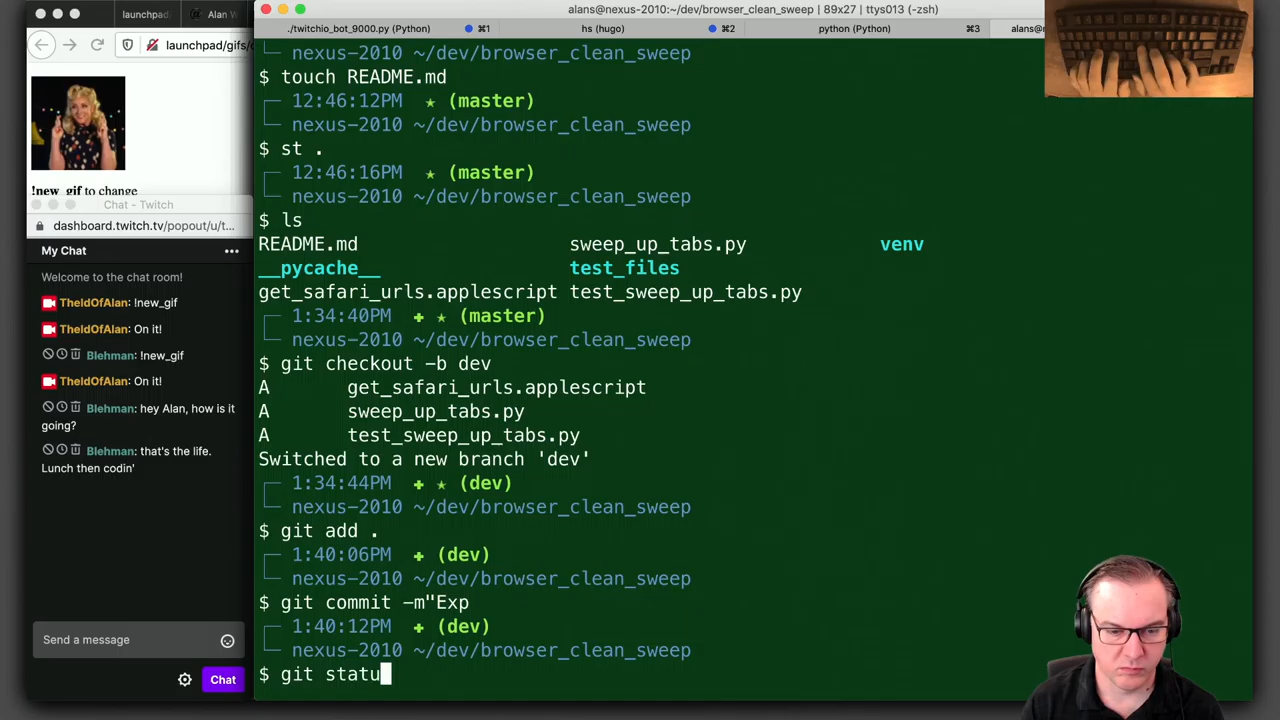 launchpad
Alan W
launchpad/gifs/
!new_gif to change
Chat - Twitch
dashboard.twitch.tv/popout/u/t...
My Chat
Welcome to the chat room!
TheIdOfAlan: !new_gif
TheIdOfAlan: On it!
Blehman: !new_gif
TheIdOfAlan: On it!
Blehman: hey Alan, how is it
going?
Blehman: that's the life.
Lunch then codin'
Send a message
Chat
alans@nexus-2010:~/dev/browser_clean_sweep | 89x27 | ttys013 (-zsh)
./twitchio_bot_9000.py (Python) ⌘1
hs (hugo) ⌘2
python (Python) ⌘3
alans@n
nexus-2010 ~/dev/browser_clean_sweep
$ touch README.md
12:46:12PM ★ (master)
nexus-2010 ~/dev/browser_clean_sweep
$ st .
12:46:16PM ★ (master)
nexus-2010 ~/dev/browser_clean_sweep
$ ls
README.md sweep_up_tabs.py venv
__pycache__ test_files
get_safari_urls.applescript test_sweep_up_tabs.py
1:34:40PM ✚ ★ (master)
nexus-2010 ~/dev/browser_clean_sweep
$ git checkout -b dev
A get_safari_urls.applescript
A sweep_up_tabs.py
A test_sweep_up_tabs.py
Switched to a new branch 'dev'
1:34:44PM ✚ ★ (dev)
nexus-2010 ~/dev/browser_clean_sweep
$ git add .
1:40:06PM ✚ (dev)
nexus-2010 ~/dev/browser_clean_sweep
$ git commit -m"Exp
1:40:12PM ✚ (dev)
nexus-2010 ~/dev/browser_clean_sweep
$ git statu